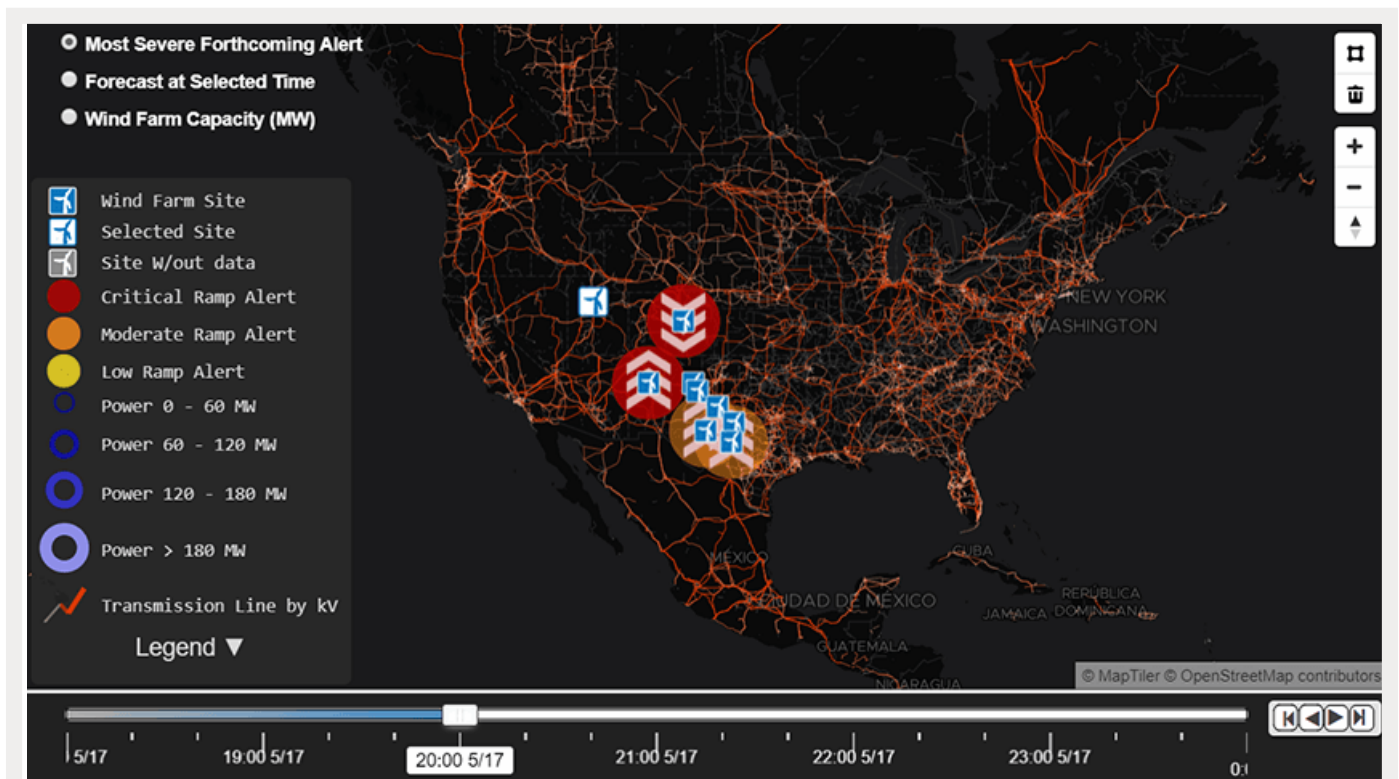 Most Severe Forthcoming Alert
Forecast at Selected Time
Wind Farm Capacity (MW)
Wind Farm Site
Selected Site
Site W/out data
Critical Ramp Alert
Moderate Ramp Alert
Low Ramp Alert
Power 0 - 60 MW
Power 60 - 120 MW
Power 120 - 180 MW
Power > 180 MW
Transmission Line by kV
Legend ▼
NEW YORK
WASHINGTON
MÉXICO
CUBA
CIUDAD DE MÉXICO
REPÚBLICA
JAMAICA DOMINICANA
GUATEMALA
NICARAGUA
© MapTiler © OpenStreetMap contributors
5/17 19:00 5/17 20:00 5/17 21:00 5/17 22:00 5/17 23:00 5/17